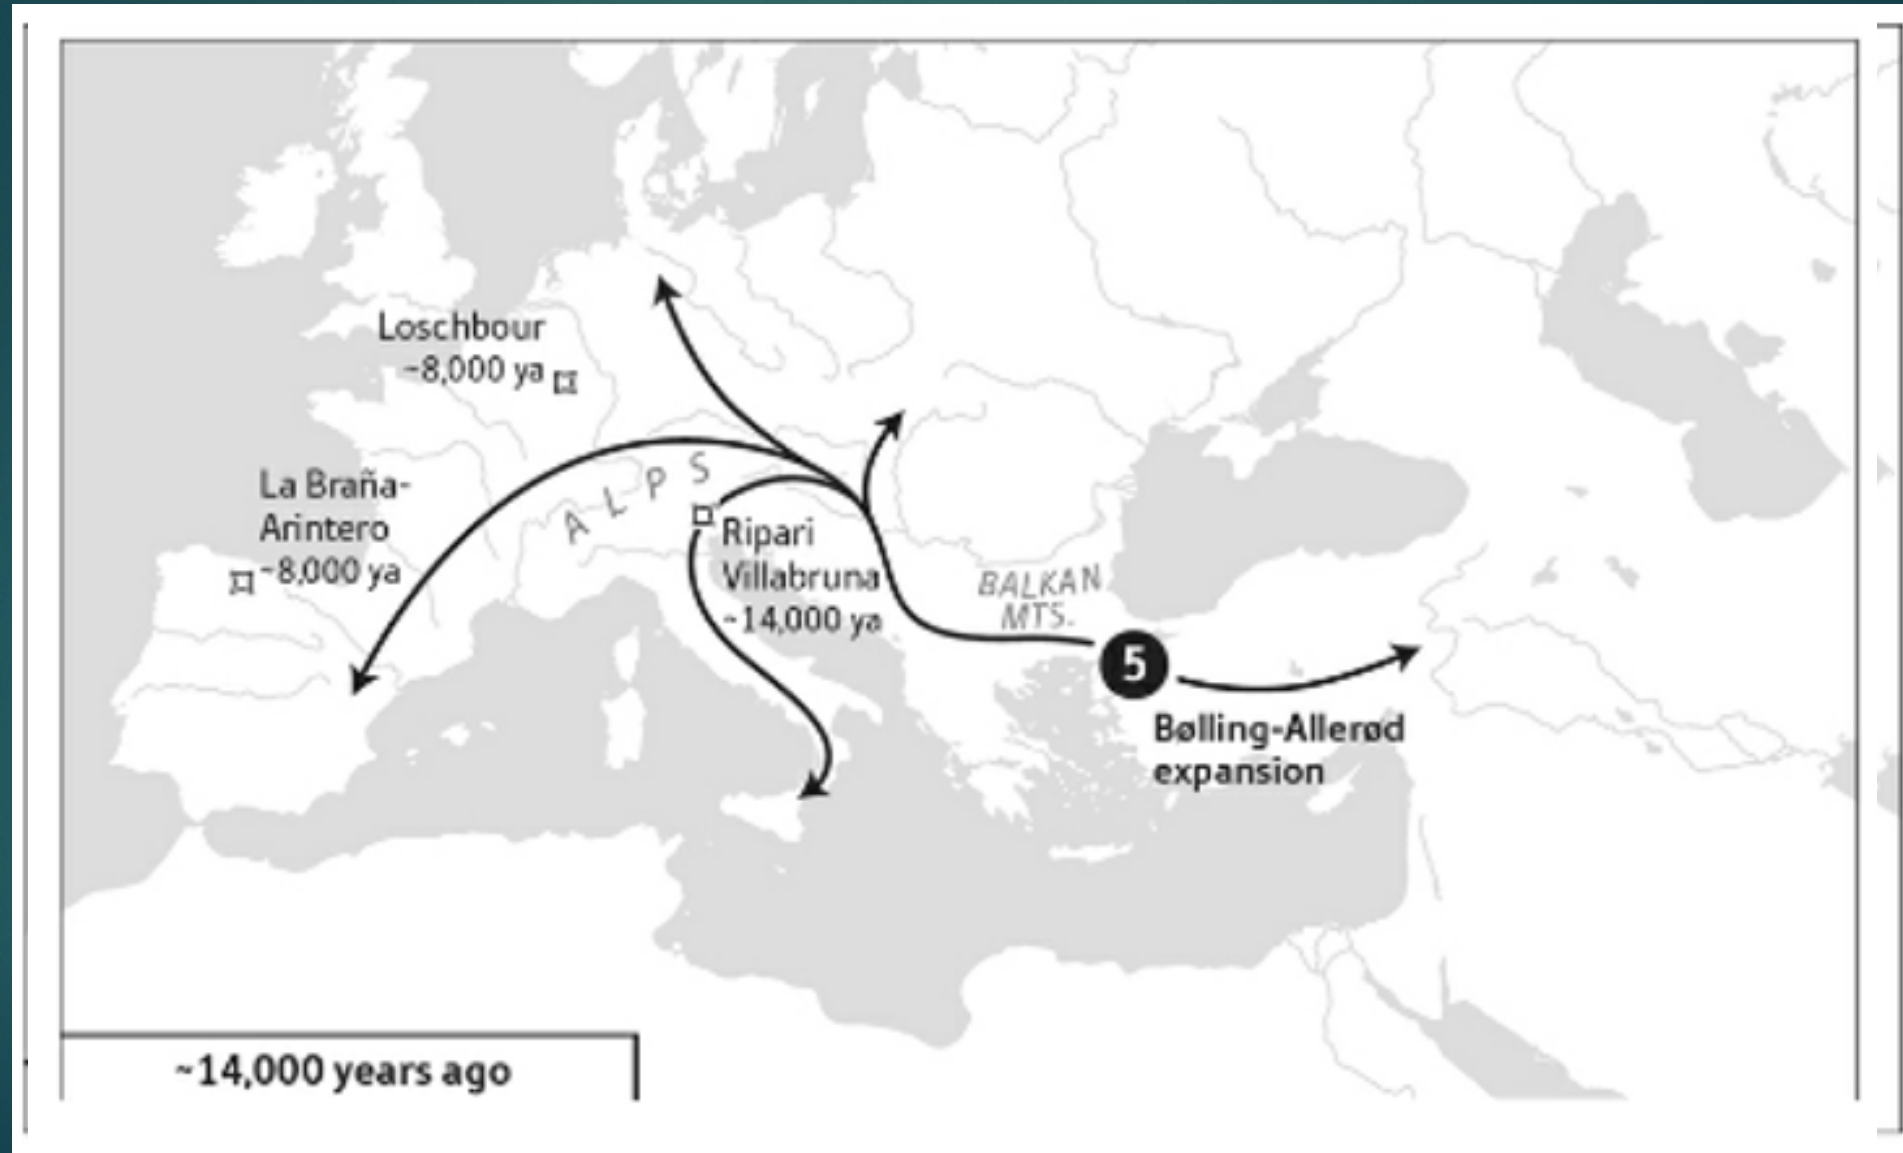 Loschbour
~8,000 ya
La Braña-
Arintero
~8,000 ya
ALPS
Ripari
Villabruna
~14,000 ya
BALKAN
MTS.
5
Bølling-Allerød
expansion
~14,000 years ago